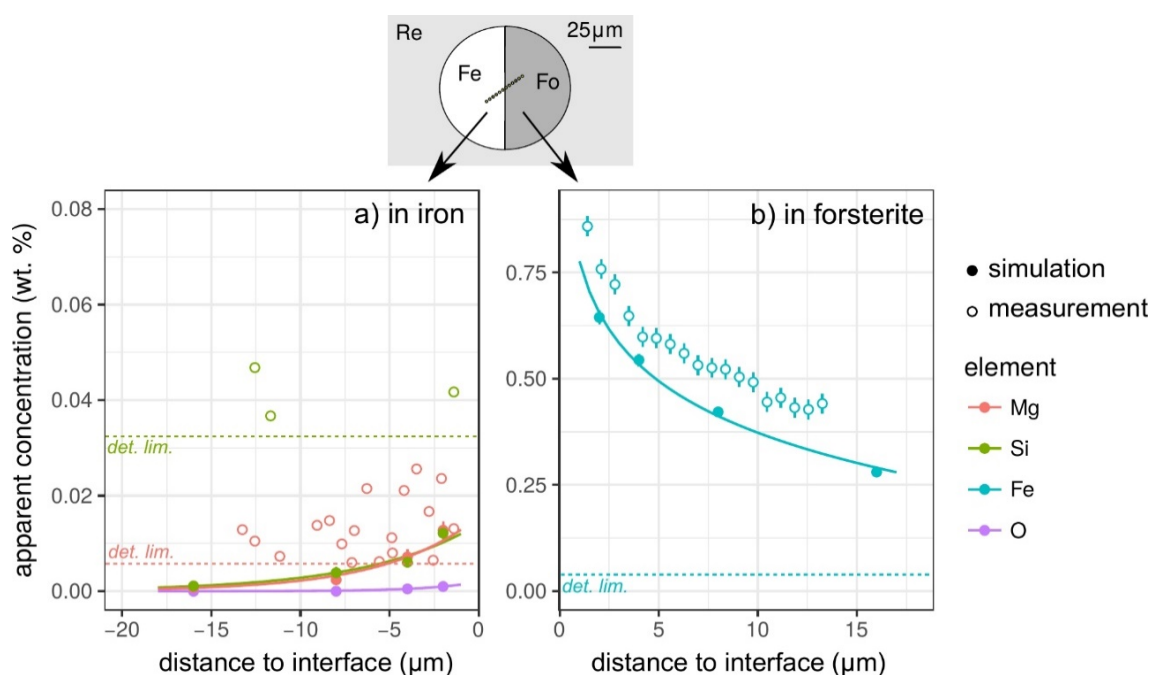 Re
25µm
Fe
Fo
a) in iron
b) in forsterite
apparent concentration (wt. %)
0.08
0.06
0.04
0.02
0.00
det. lim.
det. lim.
−20
−15
−10
−5
0
distance to interface (µm)
0.75
0.50
0.25
0.00
det. lim.
0
5
10
15
distance to interface (µm)
simulation
measurement
element
Mg
Si
Fe
O